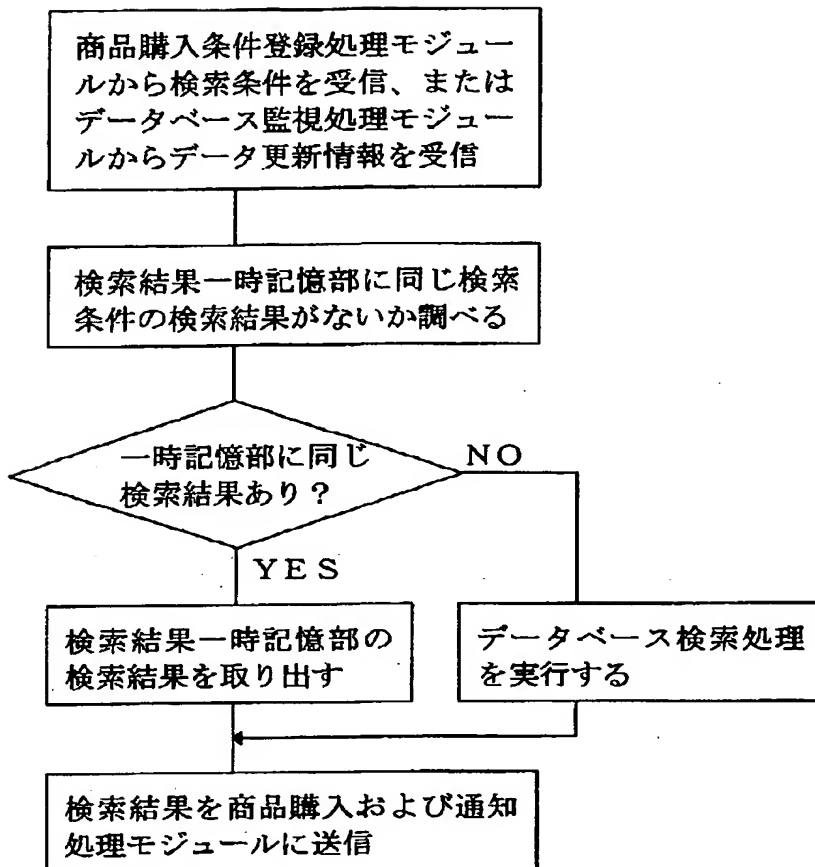 商品購入条件登録処理モジュー
ルから検索条件を受信、または
データベース監視処理モジュー
ルからデータ更新情報を受信
検索結果一時記憶部に同じ検索
条件の検索結果がないか調べる
一時記憶部に同じ
検索結果あり？
NO
YES
検索結果一時記憶部の
検索結果を取り出す
データベース検索処理
を実行する
検索結果を商品購入および通知
処理モジュールに送信